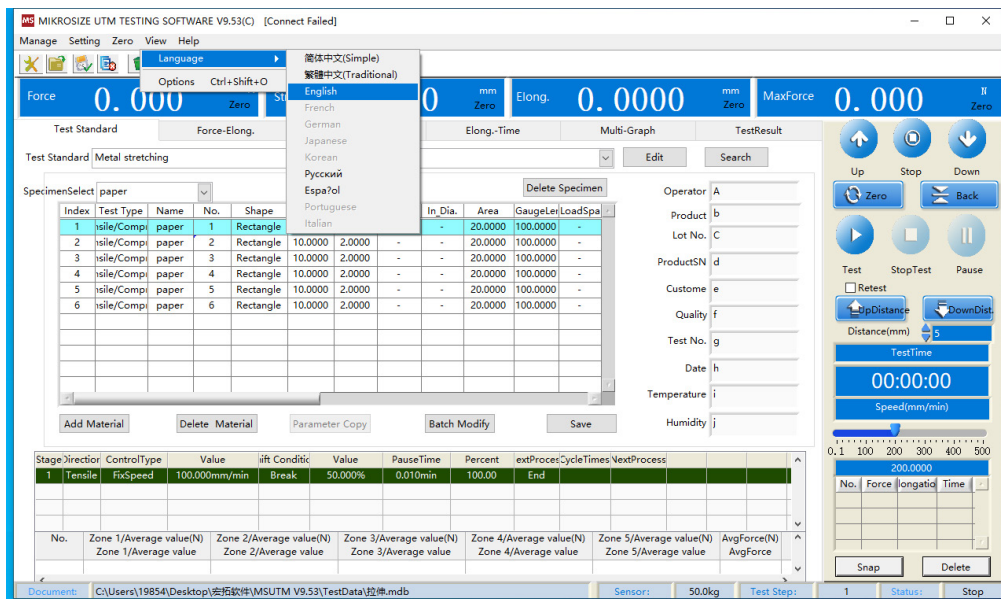 MS MIKROSIZE UTM TESTING SOFTWARE V9.53(C) [Connect Failed]
Manage Setting Zero View Help
Language
Options Ctrl+Shift+O
简体中文(Simple)
繁體中文(Traditional)
English
French
German
Japanese
Korean
Русский
Espa?ol
Portuguese
Italian
Force 0.000 Zero
0 mm Zero
Elong. 0.0000 mm Zero
MaxForce 0.000 N Zero
Test Standard Force-Elong. Elong.-Time Multi-Graph TestResult
Test Standard Metal stretching Edit Search
SpecimenSelect paper Delete Specimen
Index Test Type Name No. Shape In_Dia. Area GaugeLen LoadSpa
1 nsile/Compr paper 1 Rectangle - 20.0000 100.0000 -
2 nsile/Compr paper 2 Rectangle 10.0000 2.0000 - - 20.0000 100.0000 -
3 nsile/Compr paper 3 Rectangle 10.0000 2.0000 - - 20.0000 100.0000 -
4 nsile/Compr paper 4 Rectangle 10.0000 2.0000 - - 20.0000 100.0000 -
5 nsile/Compr paper 5 Rectangle 10.0000 2.0000 - - 20.0000 100.0000 -
6 nsile/Compr paper 6 Rectangle 10.0000 2.0000 - - 20.0000 100.0000 -
Add Material Delete Material Parameter Copy Batch Modify Save
Operator A
Product b
Lot No. C
ProductSN d
Custome e
Quality f
Test No. g
Date h
Temperature i
Humidity j
Stage Direction ControlType Value ift Conditic Value PauseTime Percent extProces CycleTimes NextProcess
1 Tensile FixSpeed 100.000mm/min Break 50.000% 0.010min 100.00 End
No. Zone 1/Average value(N) Zone 2/Average value(N) Zone 3/Average value(N) Zone 4/Average value(N) Zone 5/Average value(N) AvgForce(N)
Zone 1/Average value Zone 2/Average value Zone 3/Average value Zone 4/Average value Zone 5/Average value AvgForce
Up Stop Down
Zero Back
Test StopTest Pause
Retest
UpDistance DownDist.
Distance(mm) 5
TestTime
00:00:00
Speed(mm/min)
0.1 100 200 300 400 500
200.0000
No. Force longatio Time
Snap Delete
Document: C:\Users\19854\Desktop\宏拓软件\MSUTM V9.53\TestData\拉伸.mdb Sensor: 50.0kg Test Step: 1 Status: Stop